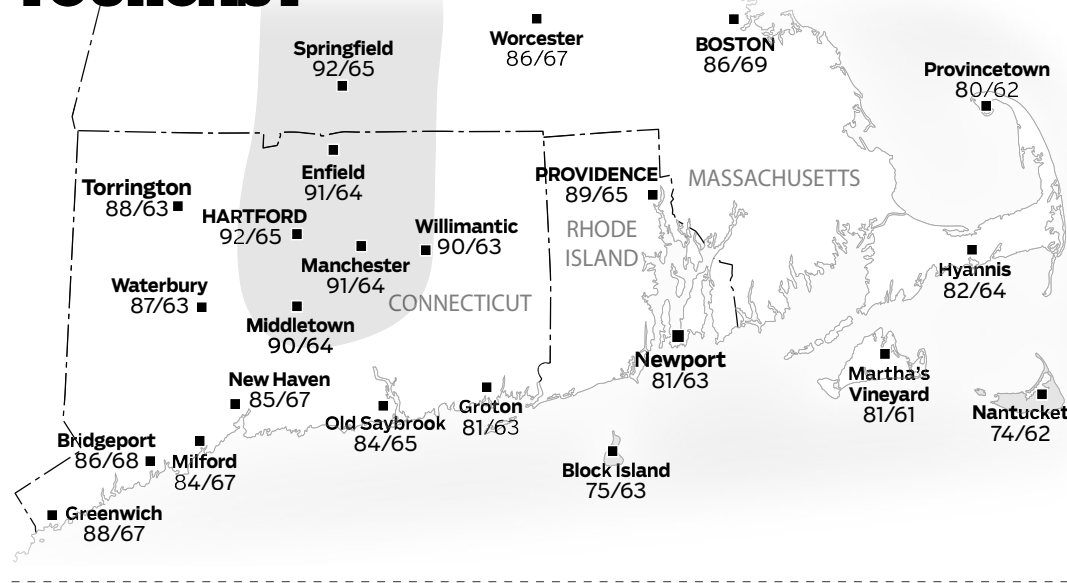 Springfield
92/65
Worcester
86/67
BOSTON
86/69
Provincetown
80/62
Enfield
91/64
Torrington
88/63
PROVIDENCE
89/65
MASSACHUSETTS
HARTFORD
92/65
Willimantic
90/63
RHODE
ISLAND
Manchester
91/64
Hyannis
82/64
Waterbury
87/63
CONNECTICUT
Middletown
90/64
Newport
81/63
Martha's
Vineyard
81/61
New Haven
85/67
Groton
81/63
Old Saybrook
84/65
Nantucket
74/62
Bridgeport
86/68
Milford
84/67
Block Island
75/63
Greenwich
88/67